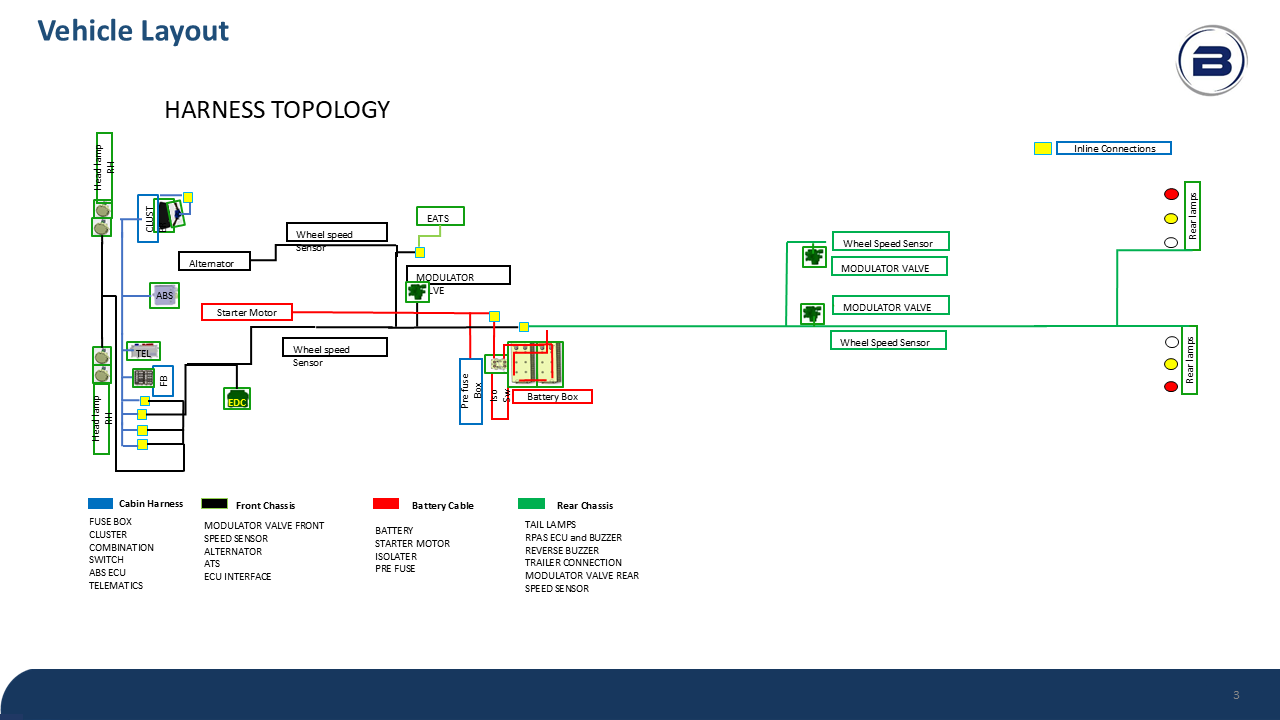 Vehicle Layout
B
HARNESS TOPOLOGY
Inline Connections
Head lamp
RH
CLUST
Wheel speed
Sensor
EATS
Alternator
MODULATOR
LVE
ABS
Starter Motor
Wheel speed
Sensor
TEL
FB
EDC
Head lamp
RH
Pre fuse
Box
Iso
Sw
Battery Box
Wheel Speed Sensor
MODULATOR VALVE
MODULATOR VALVE
Wheel Speed Sensor
Rear lamps
Rear lamps
Cabin Harness
FUSE BOX
CLUSTER
COMBINATION
SWITCH
ABS ECU
TELEMATICS
Front Chassis
MODULATOR VALVE FRONT
SPEED SENSOR
ALTERNATOR
ATS
ECU INTERFACE
Battery Cable
BATTERY
STARTER MOTOR
ISOLATER
PRE FUSE
Rear Chassis
TAIL LAMPS
RPAS ECU and BUZZER
REVERSE BUZZER
TRAILER CONNECTION
MODULATOR VALVE REAR
SPEED SENSOR
3